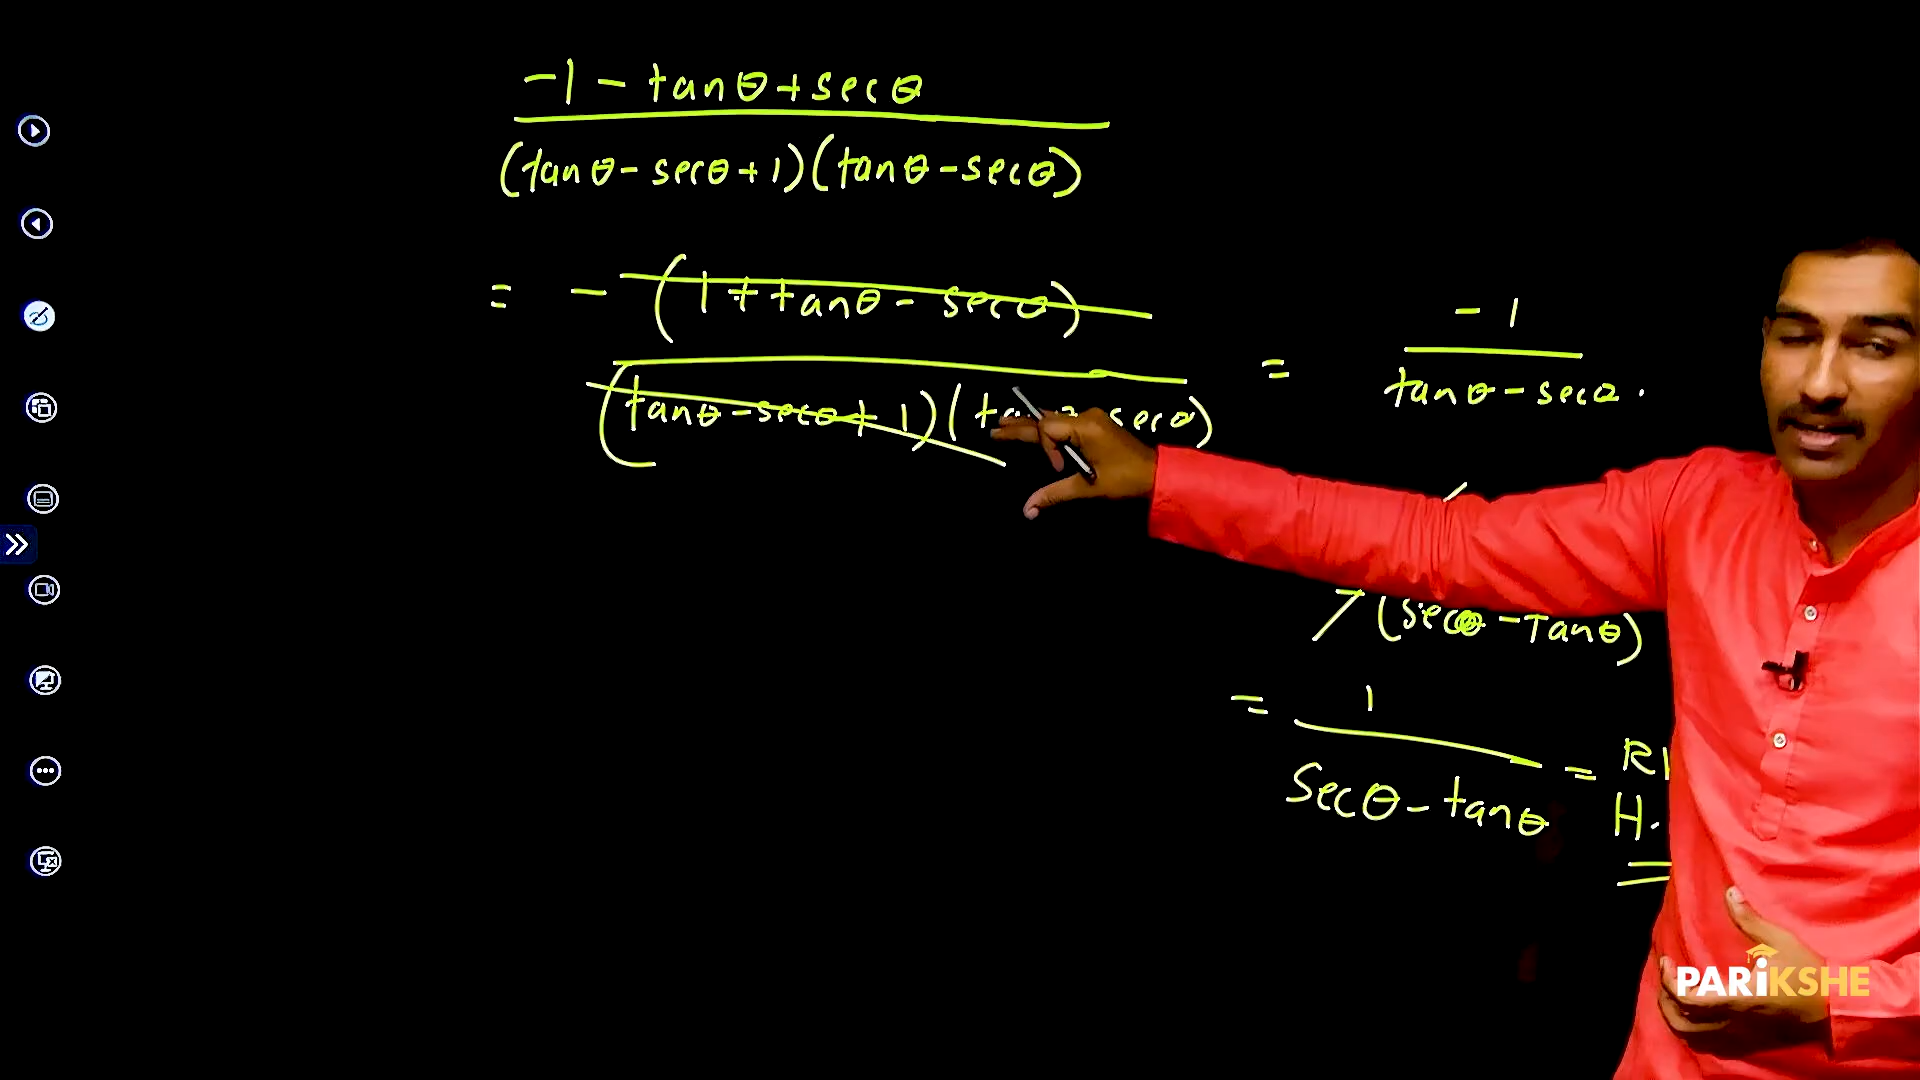 -1 - tanθ + secθ
(tanθ - secθ + 1)(tanθ - secθ)
= - (1 + tanθ - secθ)
(tanθ - secθ + 1)( secθ)
= -1
tanθ - secθ.
(secθ - tanθ)
= 1
secθ - tanθ
= R
H.
PARiKSHE